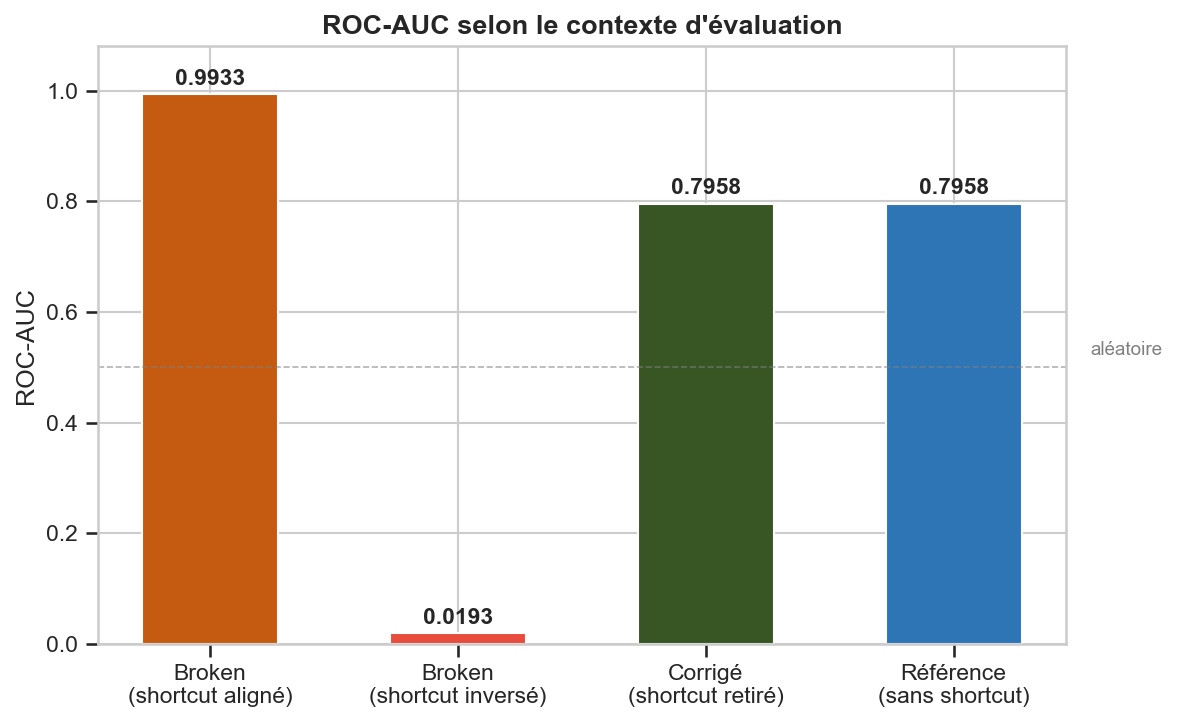 ROC-AUC selon le contexte d'évaluation
ROC-AUC
1.0
0.8
0.6
0.4
0.2
0.0
0.9933
0.0193
0.7958
0.7958
aléatoire
Broken
(shortcut aligné)
Broken
(shortcut inversé)
Corrigé
(shortcut retiré)
Référence
(sans shortcut)